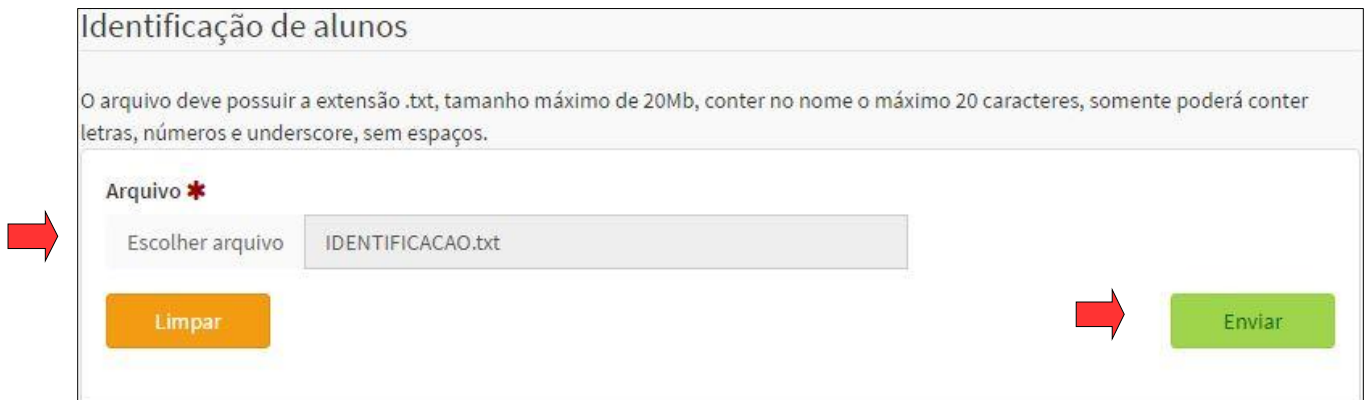 Identificação de alunos
O arquivo deve possuir a extensão .txt, tamanho máximo de 20Mb, conter no nome o máximo 20 caracteres, somente poderá conter
letras, números e underscore, sem espaços.
Arquivo ✱
Escolher arquivo IDENTIFICACAO.txt
Limpar Enviar